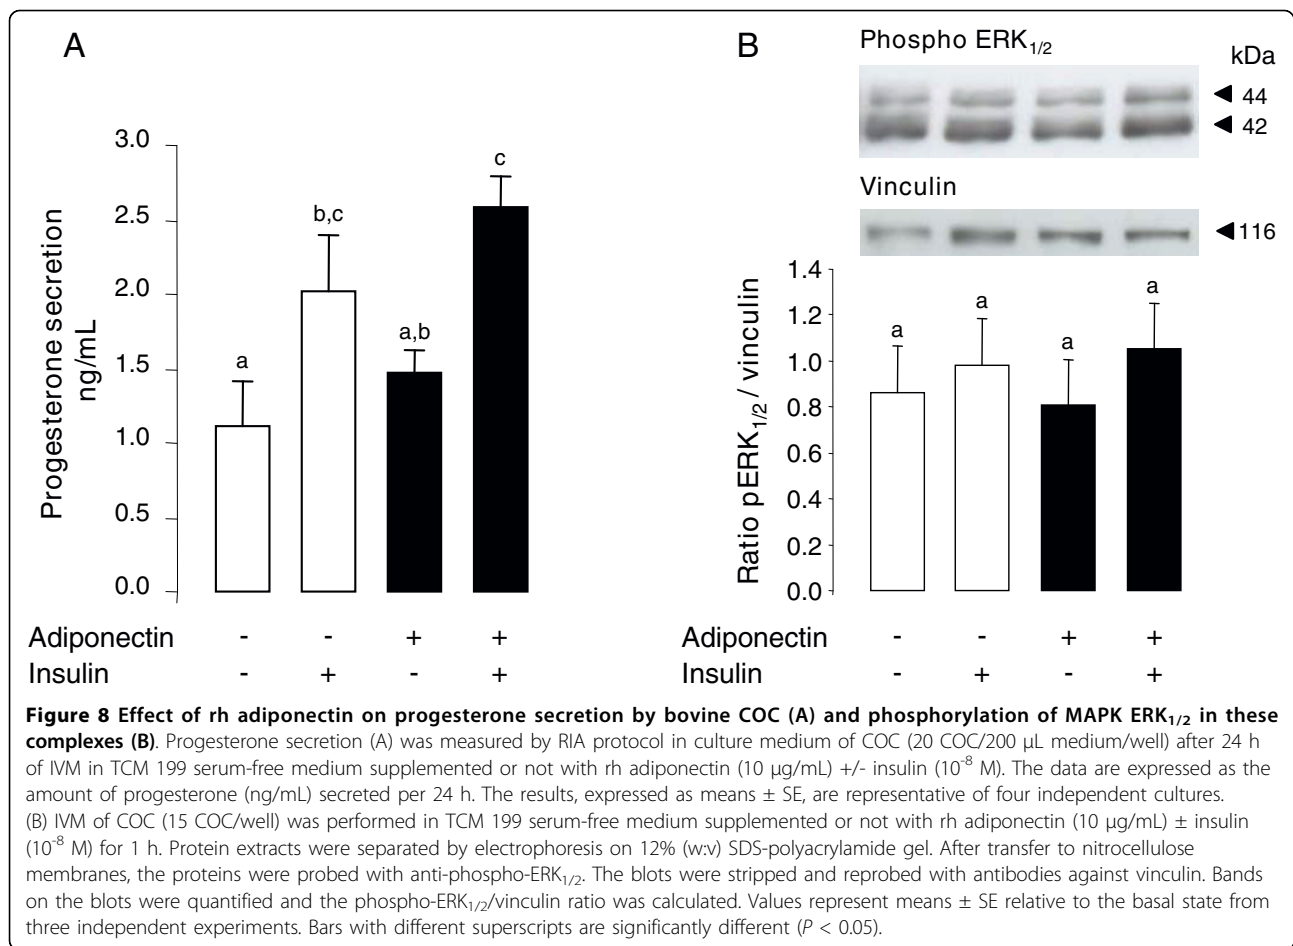 A
Progesterone secretion
ng/mL
3.0
2.5
2.0
1.5
1.0
0.5
0.0
a
b,c
a,b
c
Adiponectin - - + +
Insulin - + - +
B
Phospho ERK1/2
kDa
44
42
Vinculin
116
Ratio pERK1/2 / vinculin
1.4
1.2
1.0
0.8
0.6
0.4
0.2
0.0
a
a
a
a
Adiponectin - - + +
Insulin - + - +
Figure 8 Effect of rh adiponectin on progesterone secretion by bovine COC (A) and phosphorylation of MAPK ERK1/2 in these
complexes (B). Progesterone secretion (A) was measured by RIA protocol in culture medium of COC (20 COC/200 μL medium/well) after 24 h
of IVM in TCM 199 serum-free medium supplemented or not with rh adiponectin (10 μg/mL) +/- insulin (10-8 M). The data are expressed as the
amount of progesterone (ng/mL) secreted per 24 h. The results, expressed as means ± SE, are representative of four independent cultures.
(B) IVM of COC (15 COC/well) was performed in TCM 199 serum-free medium supplemented or not with rh adiponectin (10 μg/mL) ± insulin
(10-8 M) for 1 h. Protein extracts were separated by electrophoresis on 12% (w:v) SDS-polyacrylamide gel. After transfer to nitrocellulose
membranes, the proteins were probed with anti-phospho-ERK1/2. The blots were stripped and reprobed with antibodies against vinculin. Bands
on the blots were quantified and the phospho-ERK1/2/vinculin ratio was calculated. Values represent means ± SE relative to the basal state from
three independent experiments. Bars with different superscripts are significantly different (P < 0.05).